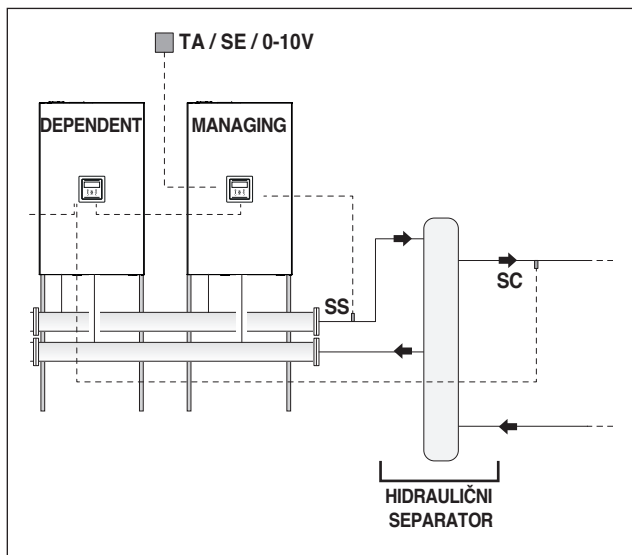 TA / SE / 0-10V
DEPENDENT
MANAGING
SS
SC
HIDRAULIČNI
SEPARATOR